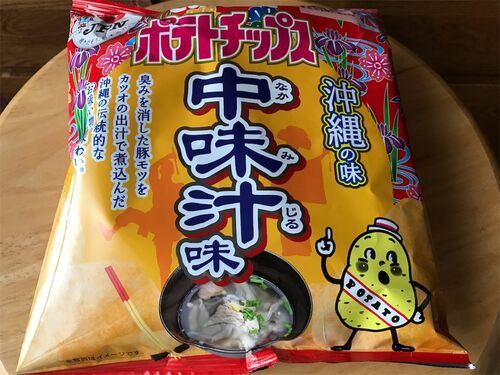 ポテトチップス
沖縄の味
中味汁味
なか
み
じる
臭みを消した豚モツを
カツオの出汁で煮込んだ
沖縄の伝統的な
POTATO